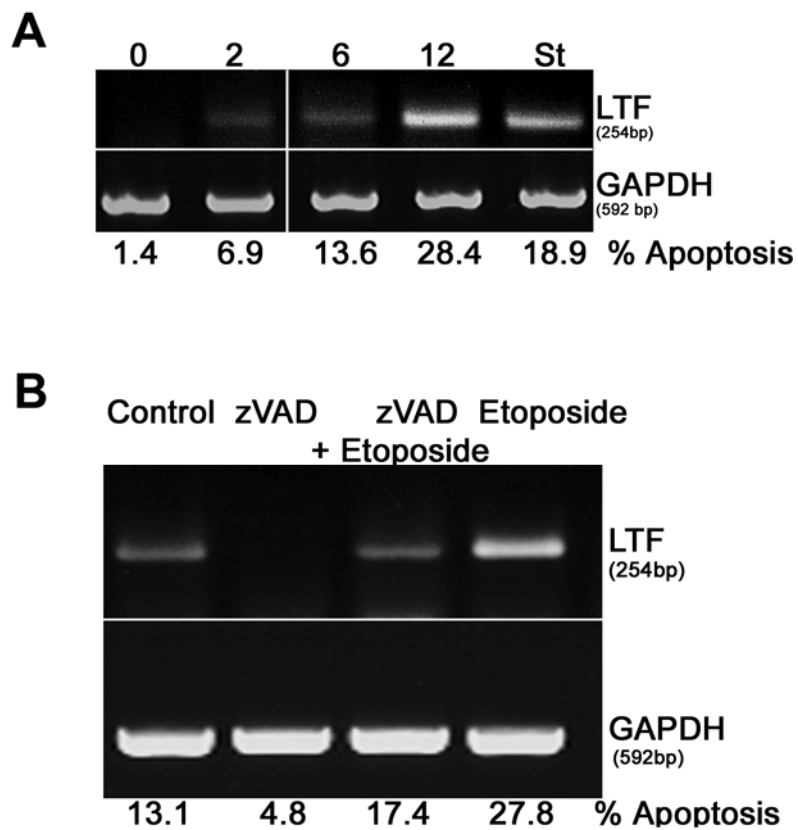 A
0 2 6 12 St
LTF
(254bp)
GAPDH
(592 bp)
1.4 6.9 13.6 28.4 18.9 % Apoptosis
B
Control zVAD zVAD Etoposide
+ Etoposide
LTF
(254bp)
GAPDH
(592bp)
13.1 4.8 17.4 27.8 % Apoptosis